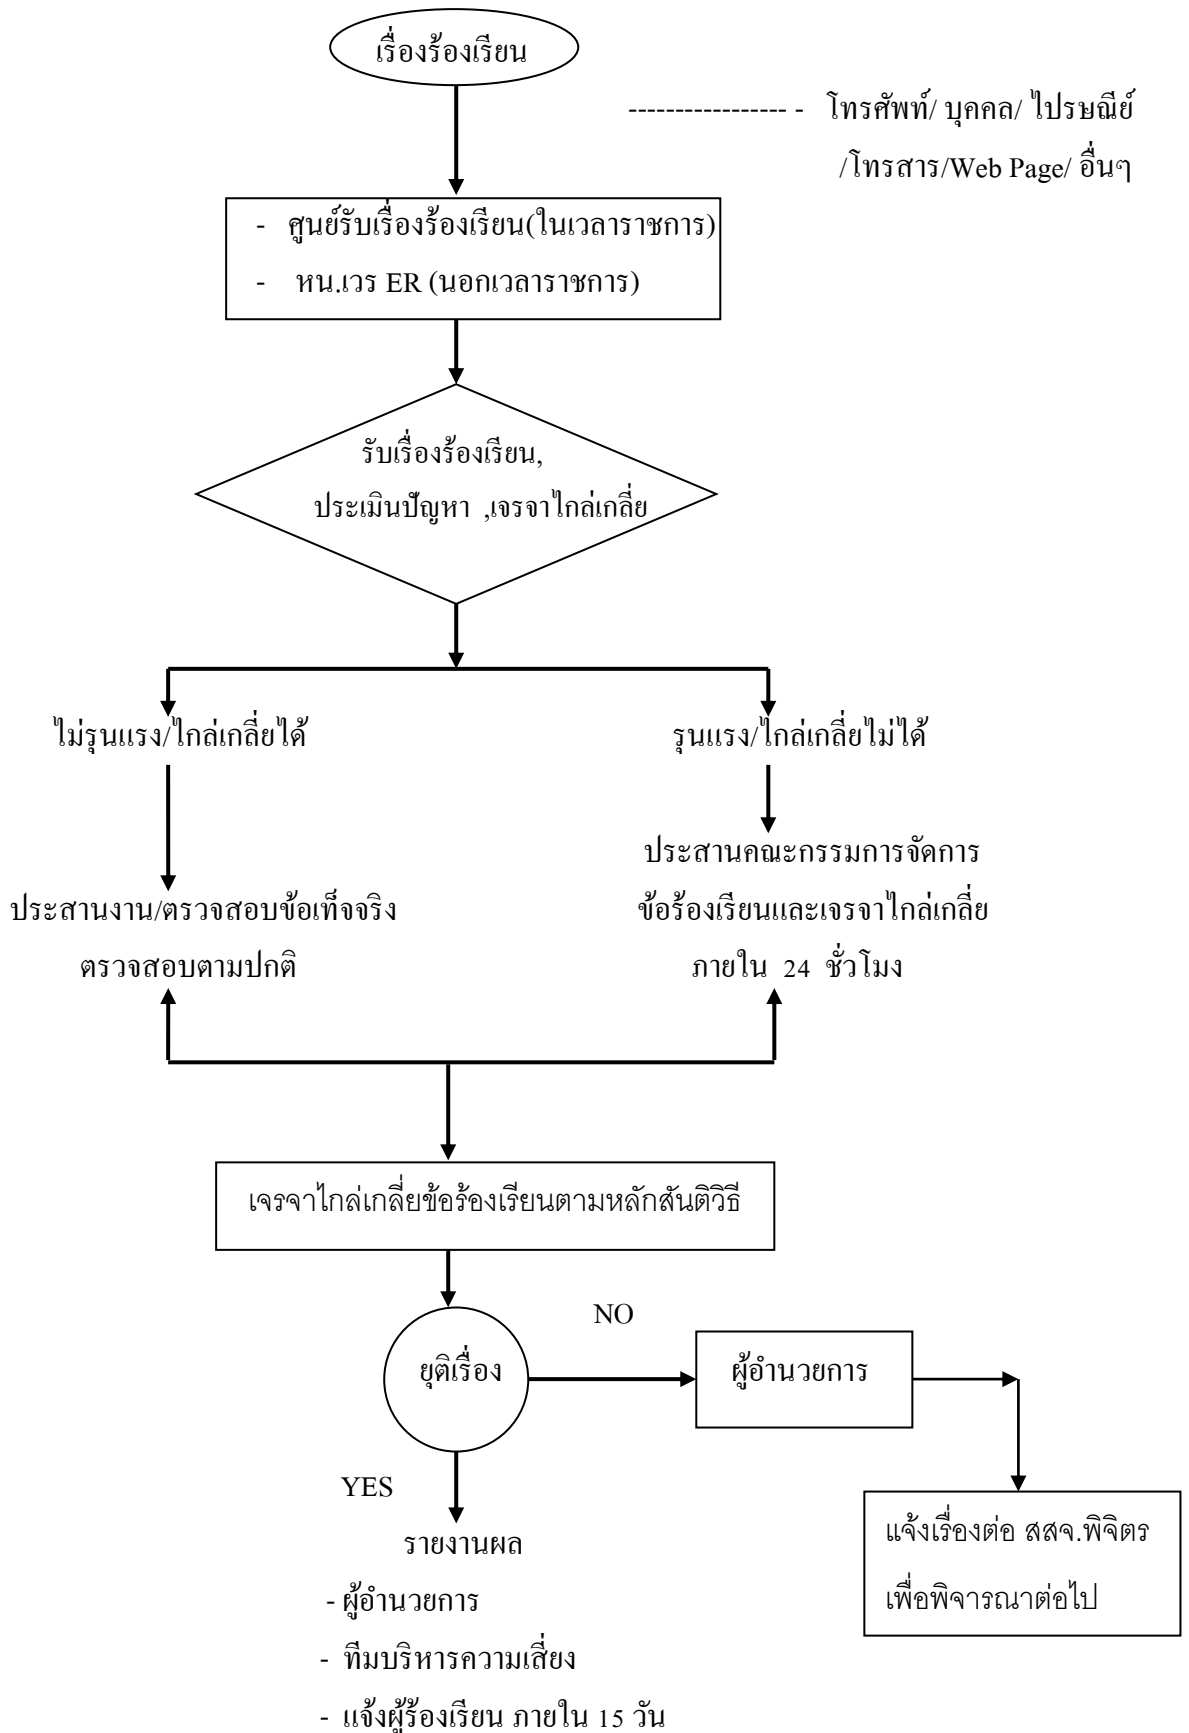 เรื่องร้องเรียน
----------------- - โทรศัพท์/ บุคคล/ ไปรษณีย์
/โทรสาร/Web Page/ อื่นๆ
- ศูนย์รับเรื่องร้องเรียน(ในเวลาราชการ)
- หน.เวร ER (นอกเวลาราชการ)
รับเรื่องร้องเรียน,
ประเมินปัญหา ,เจรจาไกล่เกลี่ย
ไม่รุนแรง/ไกล่เกลี่ยได้
รุนแรง/ไกล่เกลี่ยไม่ได้
ประสานงาน/ตรวจสอบข้อเท็จจริง
ตรวจสอบตามปกติ
ประสานคณะกรรมการจัดการ
ข้อร้องเรียนและเจรจาไกล่เกลี่ย
ภายใน 24 ชั่วโมง
เจรจาไกล่เกลี่ยข้อร้องเรียนตามหลักสันติวิธี
ยุติเรื่อง
NO
ผู้อำนวยการ
YES
แจ้งเรื่องต่อ สสจ.พิจิตร
เพื่อพิจารณาต่อไป
รายงานผล
- ผู้อำนวยการ
- ทีมบริหารความเสี่ยง
- แจ้งผู้ร้องเรียน ภายใน 15 วัน